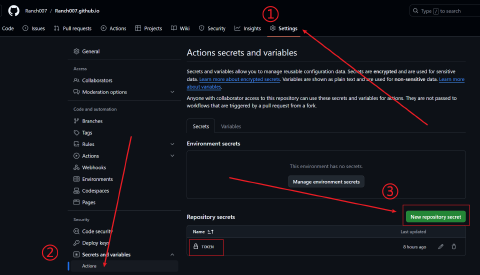 Ranch007 / Ranch007.github.io
Type / to search
Code Issues Pull requests Actions Projects Wiki Security Insights Settings
①
General
Access
Collaborators
Moderation options
Code and automation
Branches
Tags
Rules
Actions
Webhooks
Environments
Codespaces
Pages
Security
Code security
Deploy keys
②
Secrets and variables
Actions
Actions secrets and variables
Secrets and variables allow you to manage reusable configuration data. Secrets are encrypted and are used for sensitive
data. Learn more about encrypted secrets. Variables are shown as plain text and are used for non-sensitive data. Learn more
about variables.
Anyone with collaborator access to this repository can use these secrets and variables for actions. They are not passed to
workflows that are triggered by a pull request from a fork.
Secrets Variables
Environment secrets
This environment has no secrets.
Manage environment secrets
③
Repository secrets
New repository secret
Name Last updated
TOKEN 8 hours ago